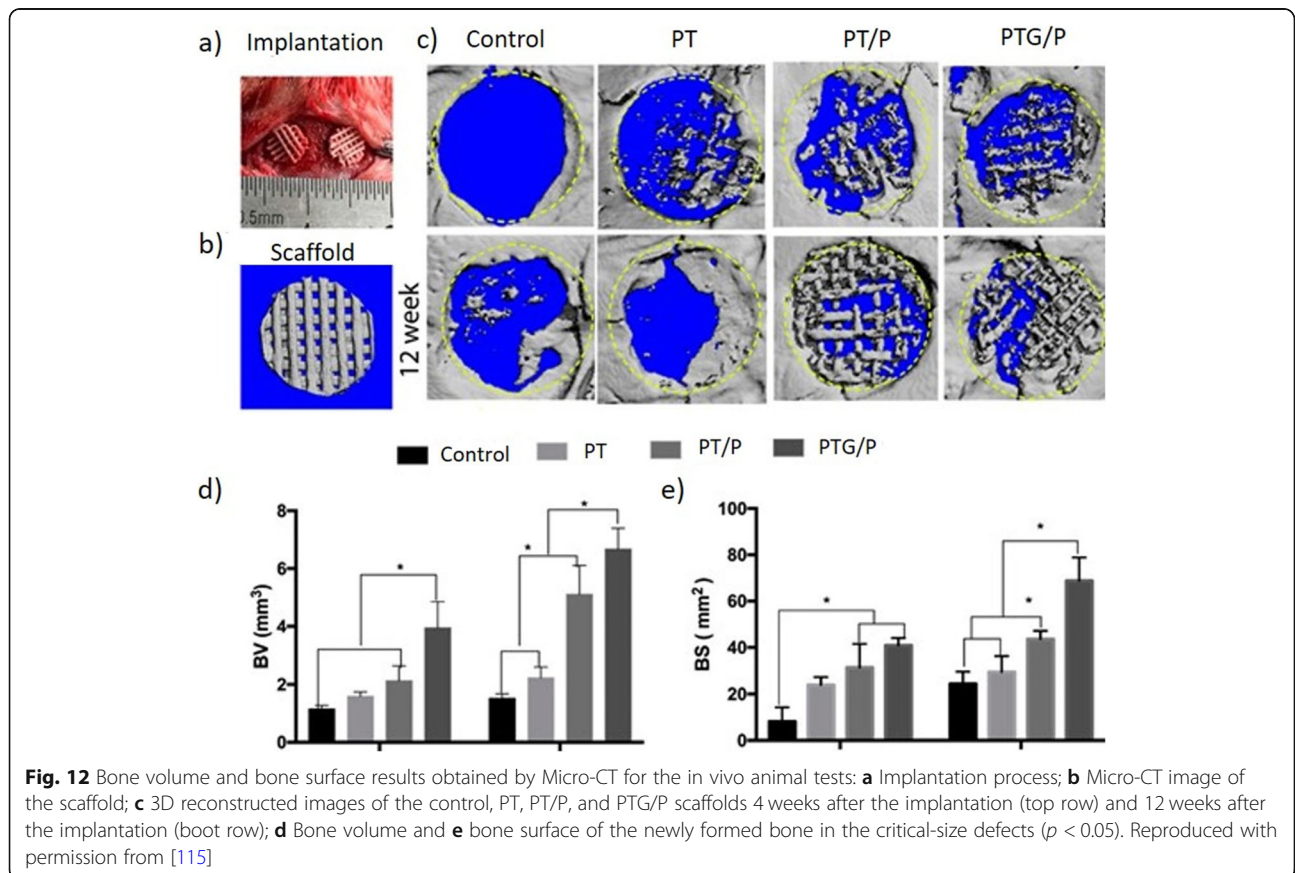 a) Implantation
c) Control PT PT/P PTG/P
0.5mm
b) Scaffold
12 week
Control PT PT/P PTG/P
d)
8
6
4
2
0
BV (mm³)
*
*
*
e)
100
80
60
40
20
0
BS ( mm²)
*
*
*
Fig. 12 Bone volume and bone surface results obtained by Micro-CT for the in vivo animal tests: a Implantation process; b Micro-CT image of
the scaffold; c 3D reconstructed images of the control, PT, PT/P, and PTG/P scaffolds 4 weeks after the implantation (top row) and 12 weeks after
the implantation (boot row); d Bone volume and e bone surface of the newly formed bone in the critical-size defects (p < 0.05). Reproduced with
permission from [115]